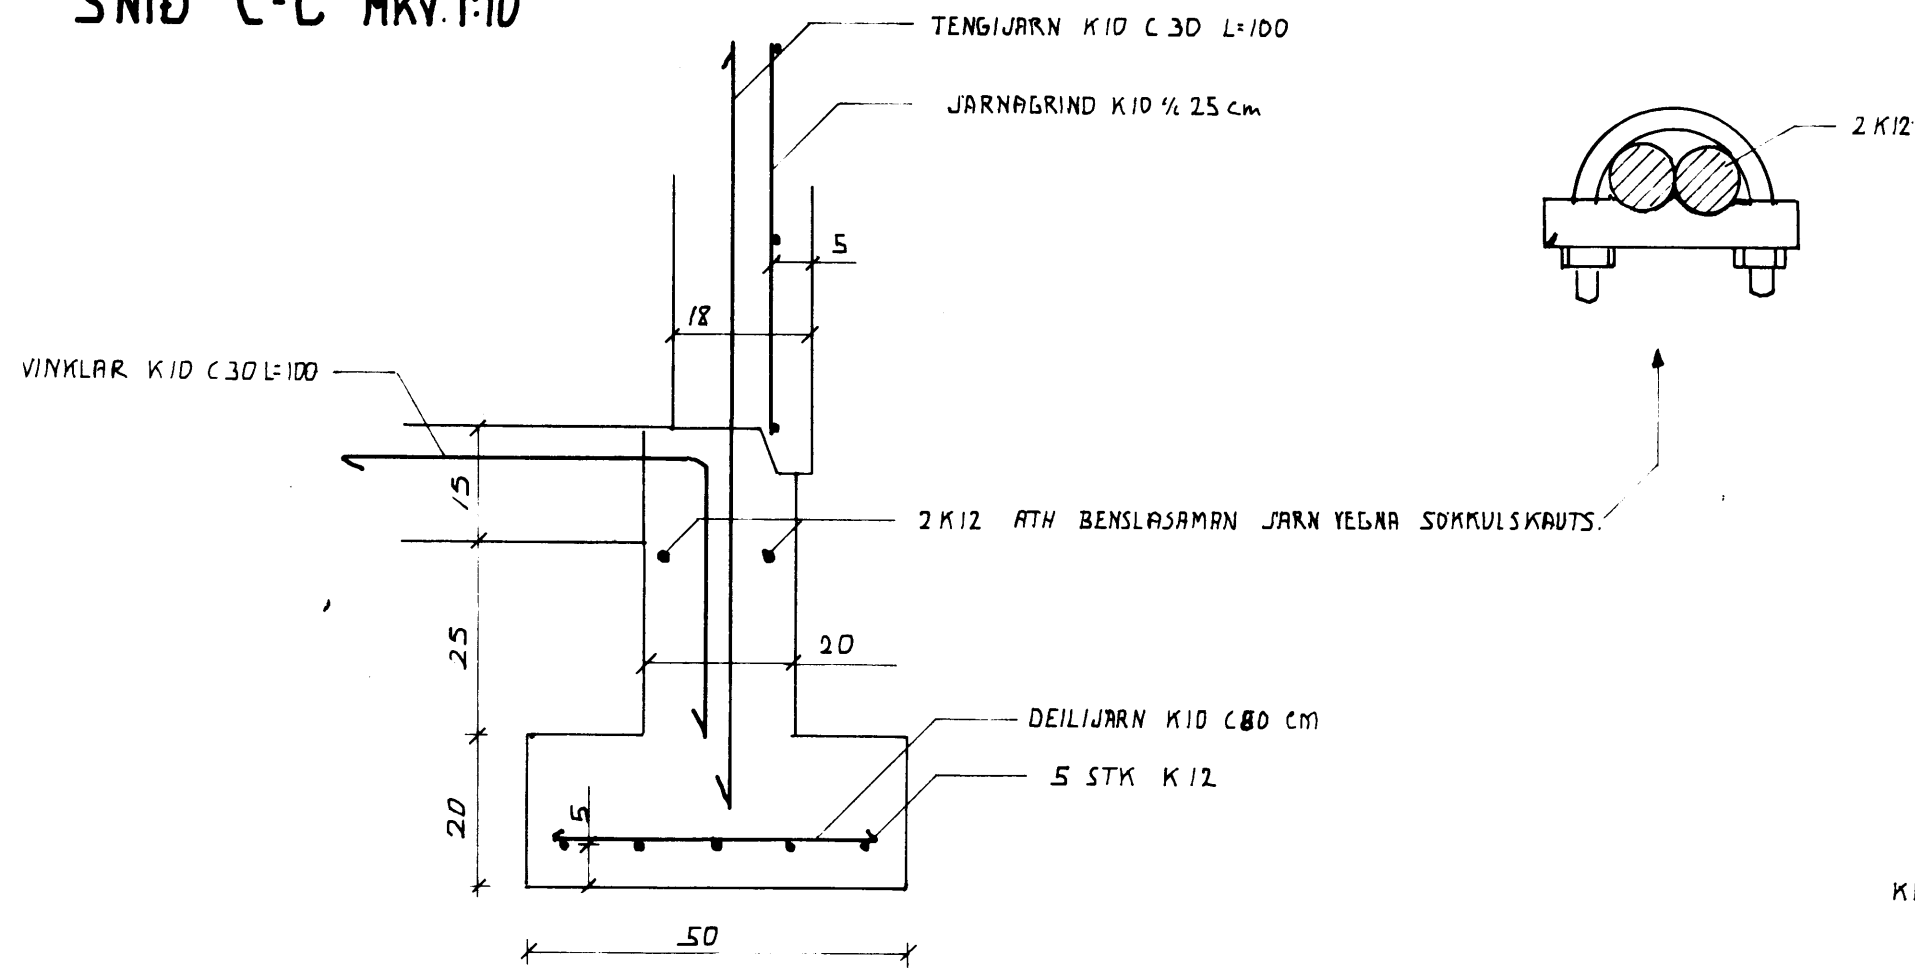 SNIÐ C-C MKV. 1:10
TENGIJARN K10 C 30 L=100
JARNAGRIND K10 % 25 cm
2 K12
5
18
VINKLAR K10 C 30 L=100
15
2 K12 ATH BENSLASAMAN JARN VEGNA SÖKKULSKAUTS.
25
20
DEILIJARN K10 C80 CM
5 STK K12
20
5
50